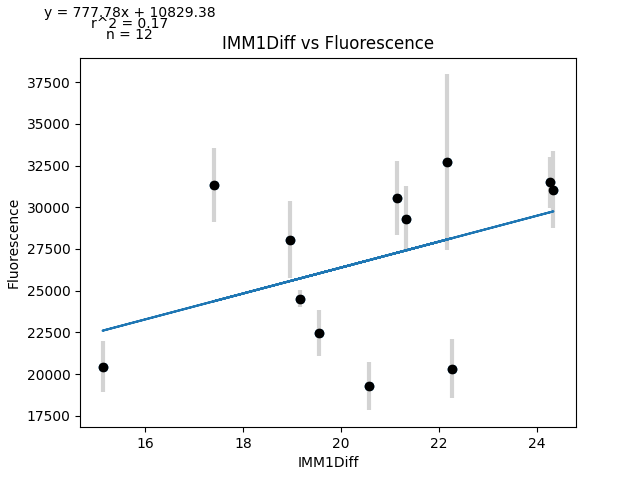 y = 777.78x + 10829.38
r^2 = 0.17
n = 12
IMM1Diff vs Fluorescence
37500
35000
32500
30000
27500
25000
22500
20000
17500
Fluorescence
16 18 20 22 24
IMM1Diff